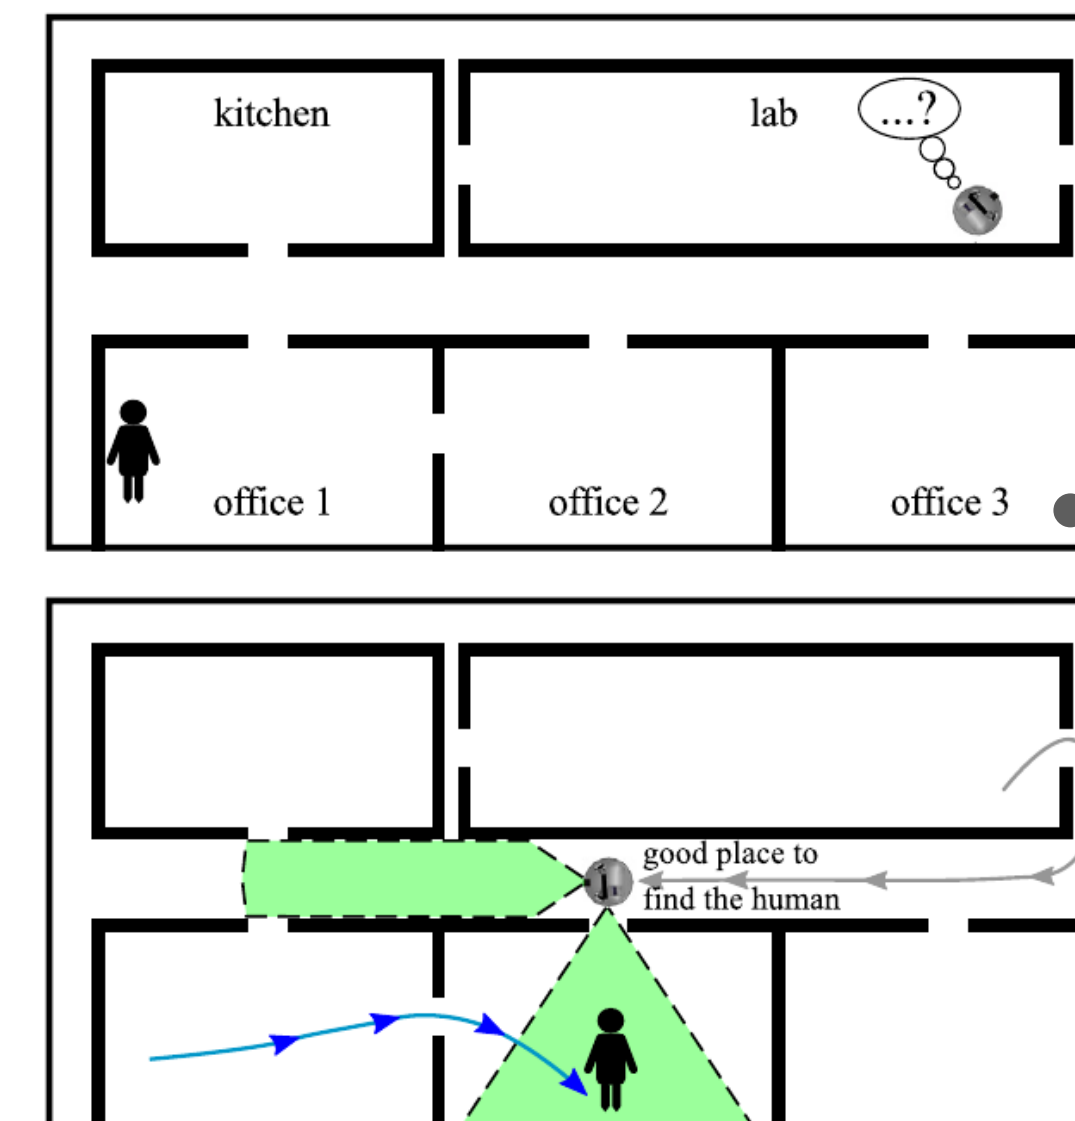 kitchen
lab
...?
office 1
office 2
office 3
good place to
find the human